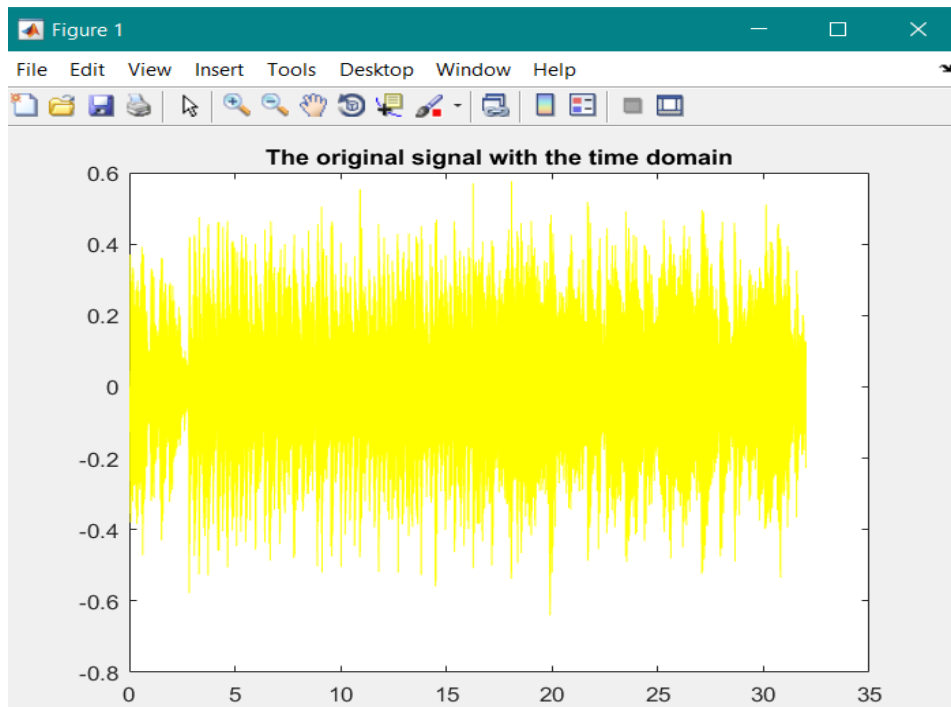 Figure 1
File Edit View Insert Tools Desktop Window Help
The original signal with the time domain
0.6
0.4
0.2
0
-0.2
-0.4
-0.6
-0.8
0 5 10 15 20 25 30 35